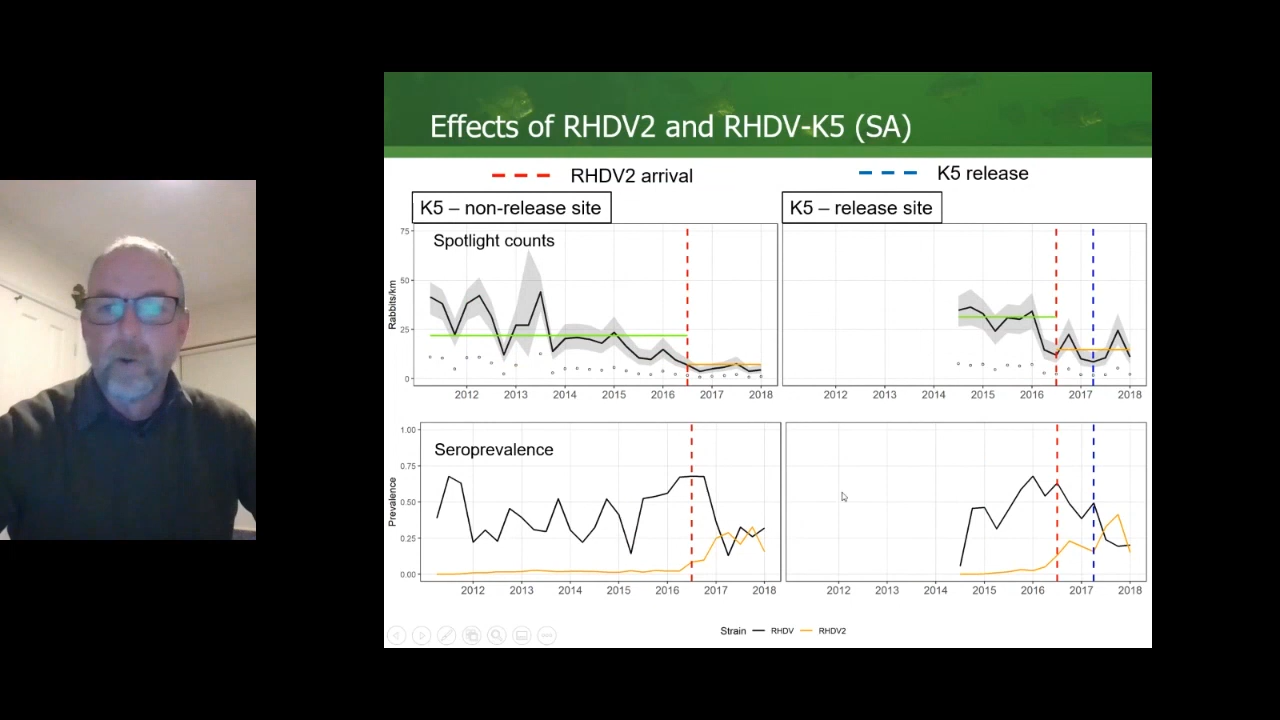 Effects of RHDV2 and RHDV-K5 (SA)
RHDV2 arrival
K5 release
K5 – non-release site
K5 – release site
Spotlight counts
Rabbits/km
75
50
25
0
2012 2013 2014 2015 2016 2017 2018
2012 2013 2014 2015 2016 2017 2018
Seroprevalence
Prevalence
1.00
0.75
0.50
0.25
0.00
2012 2013 2014 2015 2016 2017 2018
2012 2013 2014 2015 2016 2017 2018
Strain RHDV RHDV2